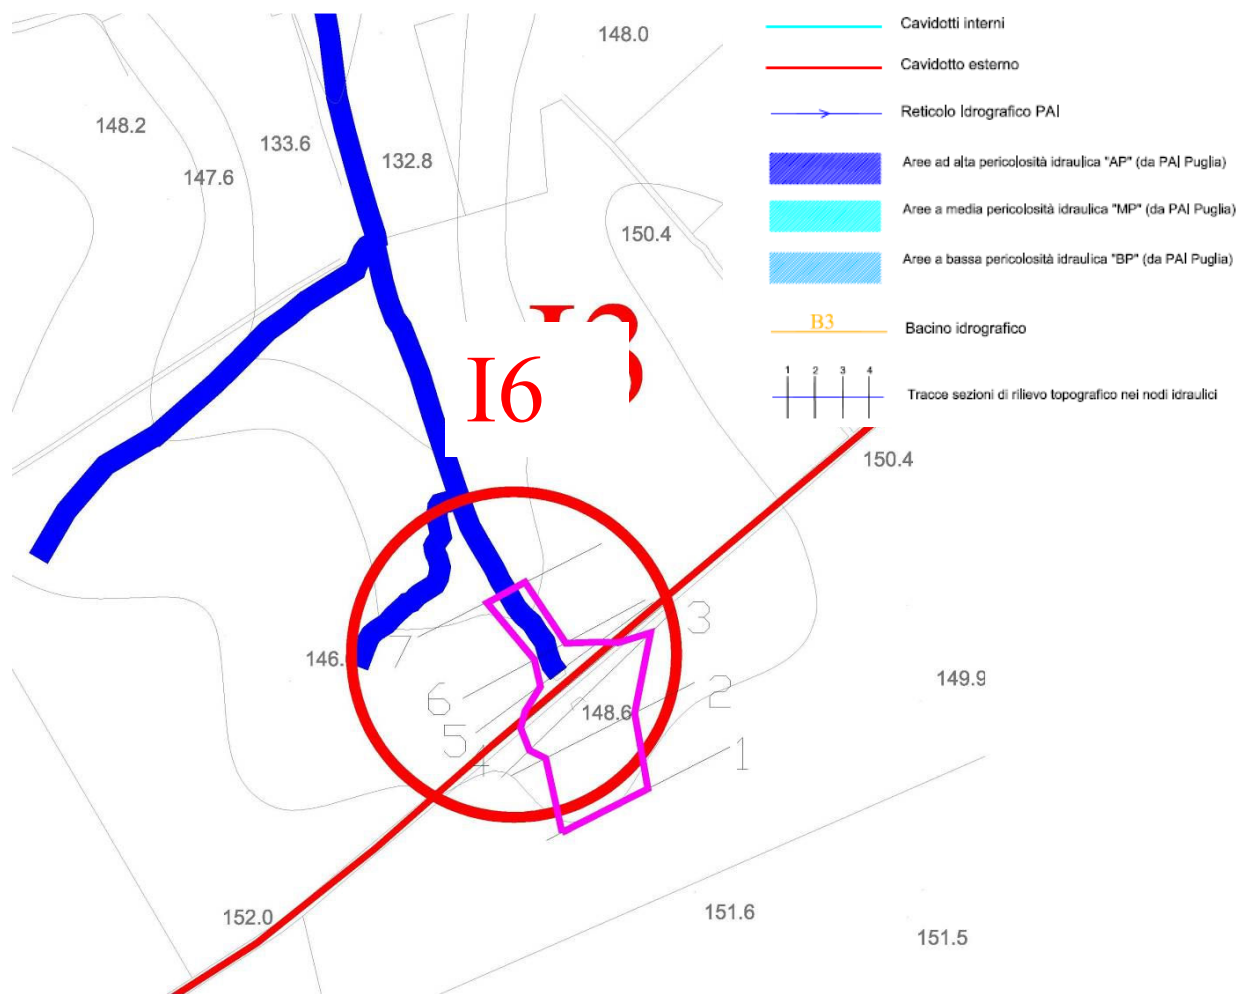 148.0
148.2
133.6
132.8
147.6
150.4
I6
150.4
3
146.
7
6
2
148.6
5
4
1
149.9
152.0
151.6
151.5
Cavidotti interni
Cavidotto esterno
Reticolo Idrografico PAI
Aree ad alta pericolosità idraulica "AP" (da PAI Puglia)
Aree a media pericolosità idraulica "MP" (da PAI Puglia)
Aree a bassa pericolosità idraulica "BP" (da PAI Puglia)
B3
Bacino idrografico
1 2 3 4
Tracce sezioni di rilievo topografico nei nodi idraulici